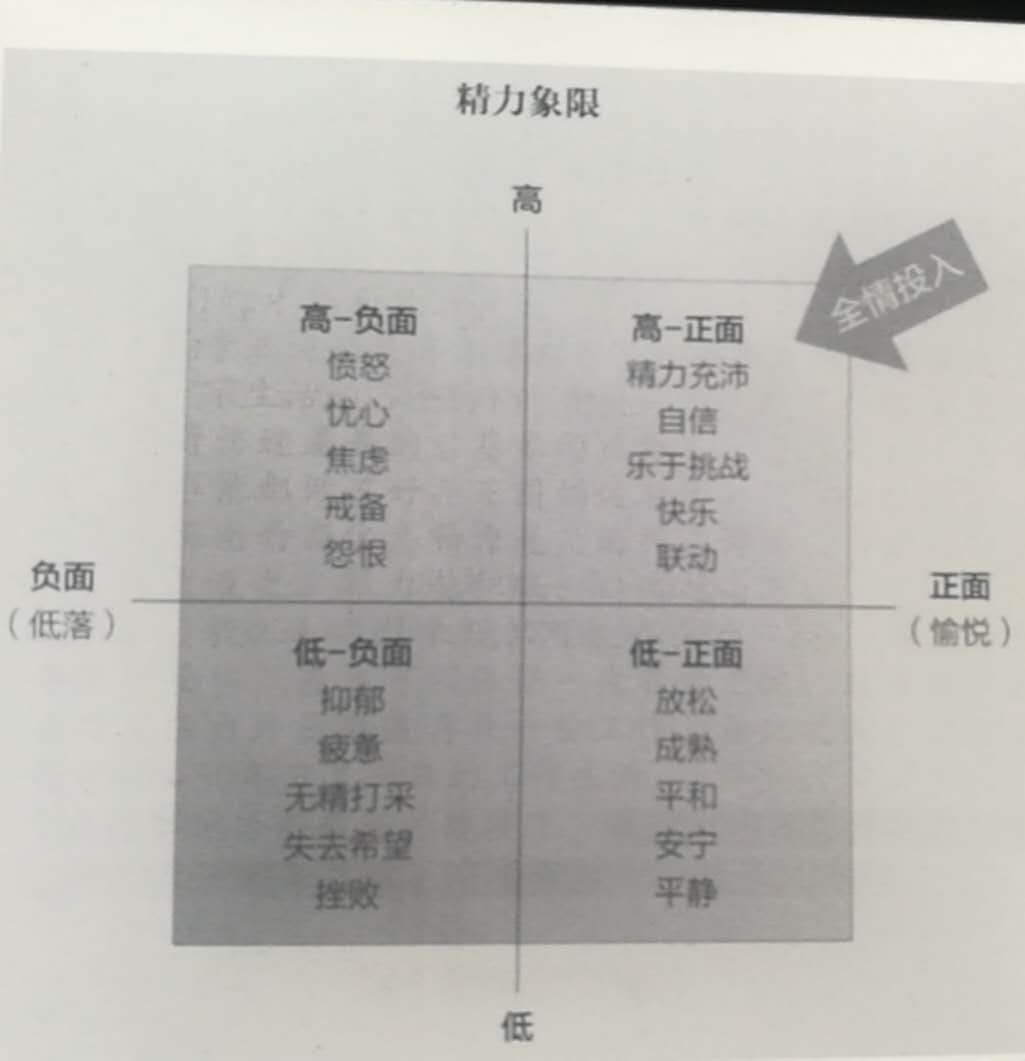 精力象限
高
全情投入
高-负面
愤怒
忧心
焦虑
戒备
怨恨
高-正面
精力充沛
自信
乐于挑战
快乐
联动
负面
（低落）
正面
（愉悦）
低-负面
抑郁
疲惫
无精打采
失去希望
挫败
低-正面
放松
成熟
平和
安宁
平静
低